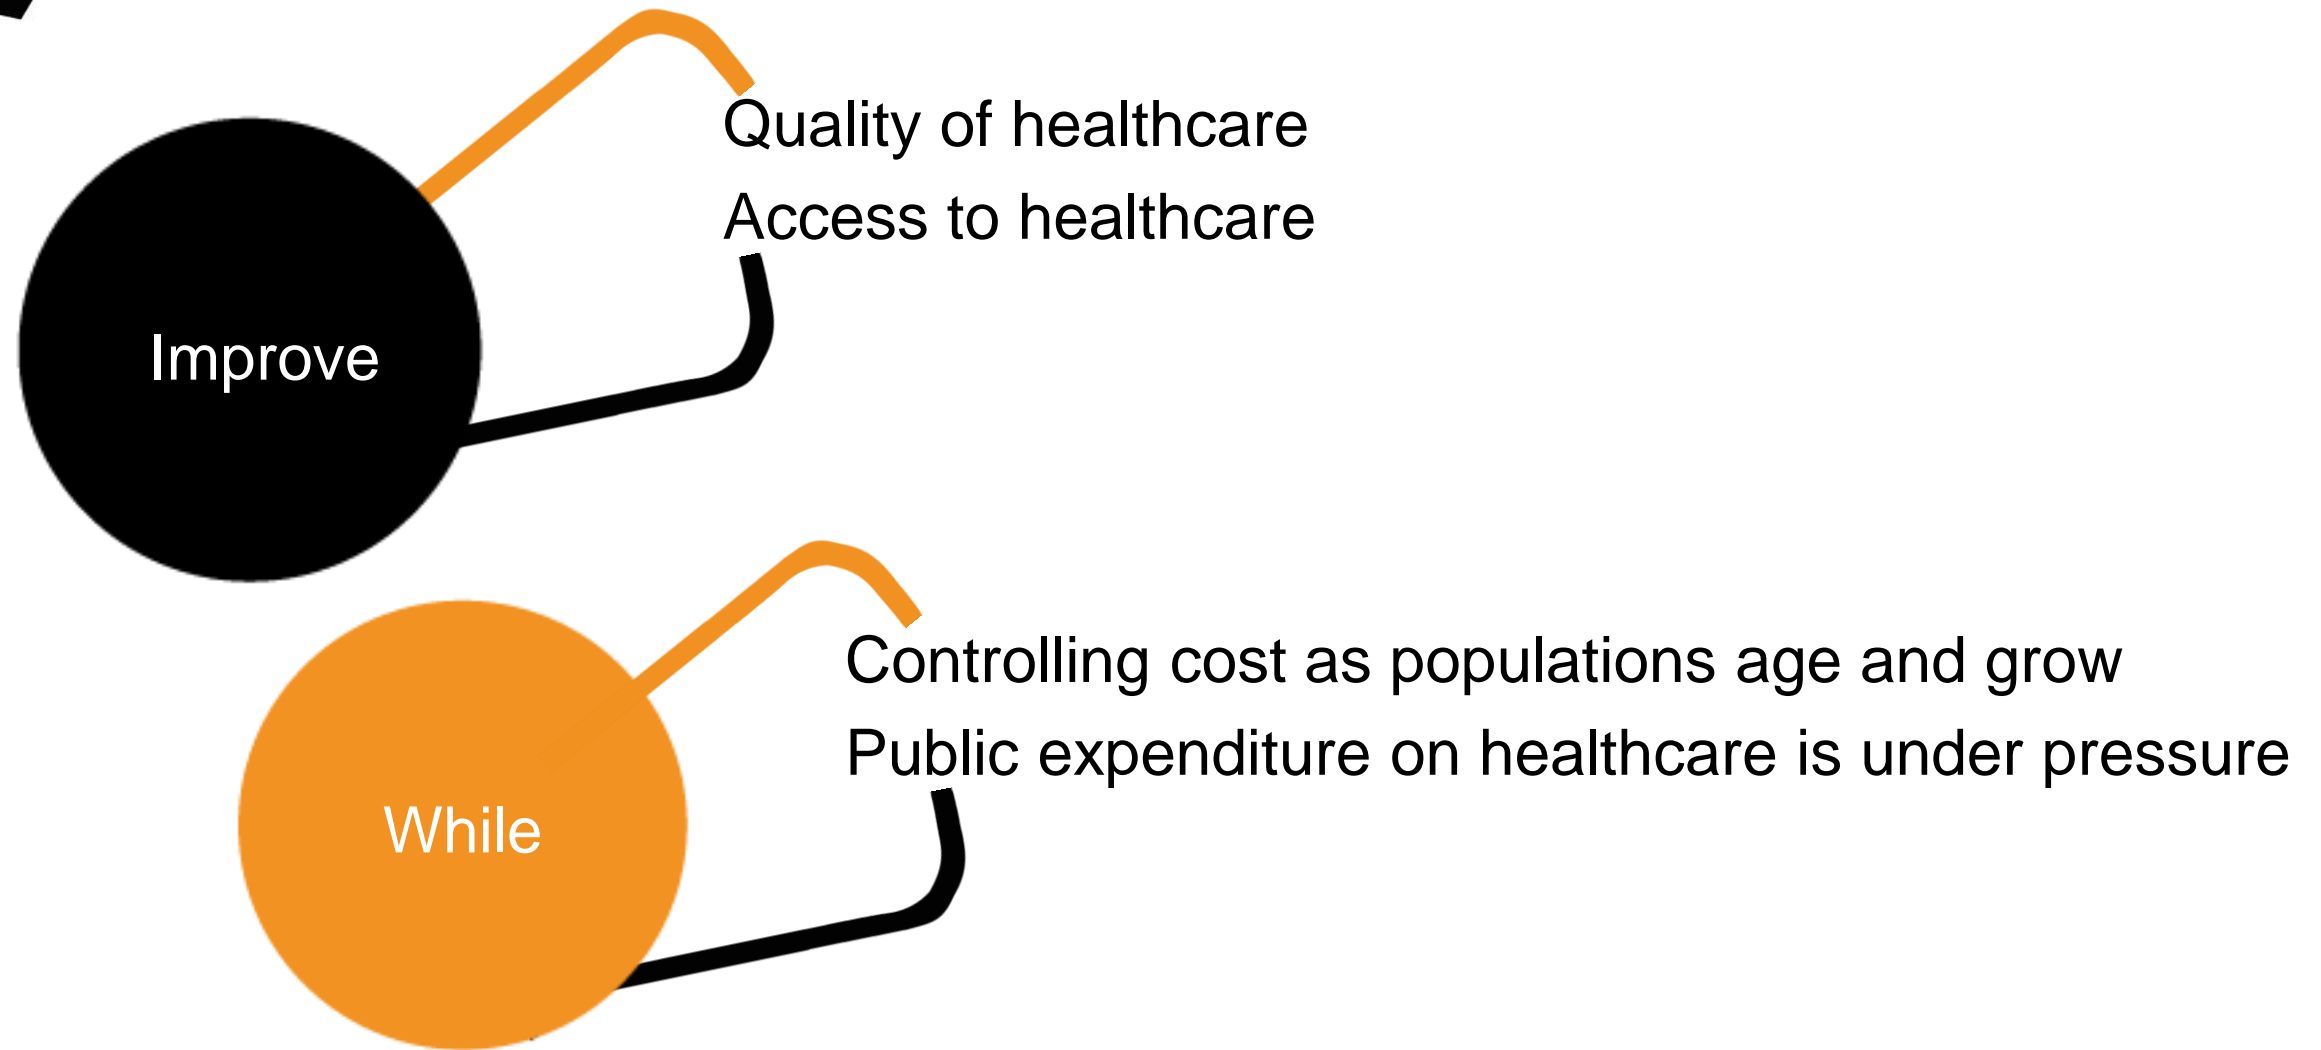 Quality of healthcare
Access to healthcare
Improve
Controlling cost as populations age and grow
Public expenditure on healthcare is under pressure
While